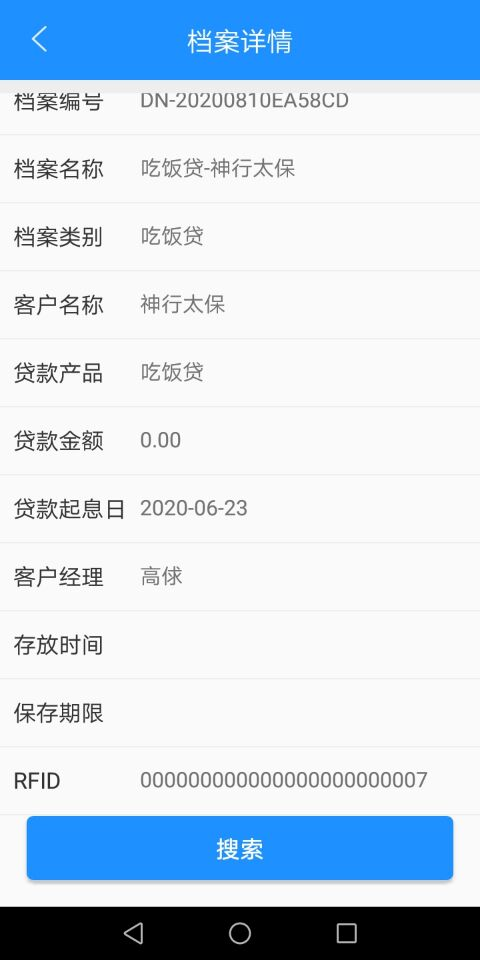 档案详情
档案编号 DN-20200810EA58CD
档案名称 吃饭贷-神行太保
档案类别 吃饭贷
客户名称 神行太保
贷款产品 吃饭贷
贷款金额 0.00
贷款起息日 2020-06-23
客户经理 高俅
存放时间
保存期限
RFID 000000000000000000000007
搜索